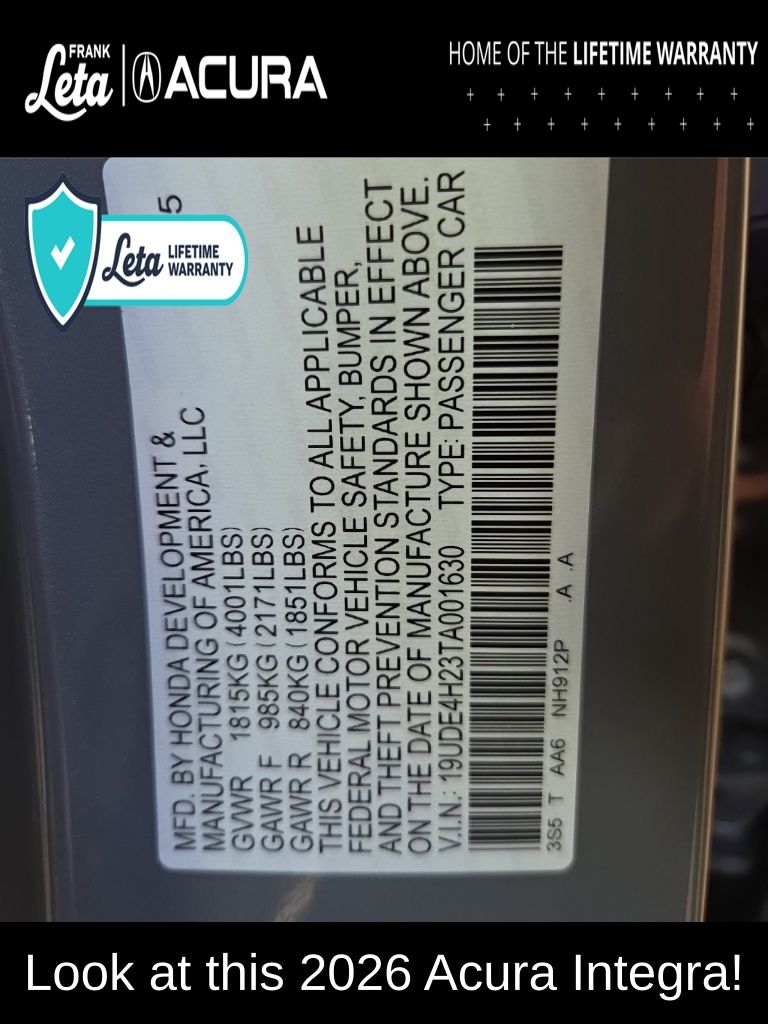 FRANK
Leta
ACURA
HOME OF THE LIFETIME WARRANTY
Leta LIFETIME
WARRANTY
5
MFD. BY HONDA DEVELOPMENT &
MANUFACTURING OF AMERICA, LLC
GVWR 1815KG (4001LBS)
GAWR F 985KG (2171LBS)
GAWR R 840KG (1851LBS)
THIS VEHICLE CONFORMS TO ALL APPLICABLE
FEDERAL MOTOR VEHICLE SAFETY, BUMPER,
AND THEFT PREVENTION STANDARDS IN EFFECT
ON THE DATE OF MANUFACTURE SHOWN ABOVE.
V.I.N.: 19UDE4H23TA001630 TYPE: PASSENGER CAR
3S5 T AA6 NH912P .A .A
Look at this 2026 Acura Integra!